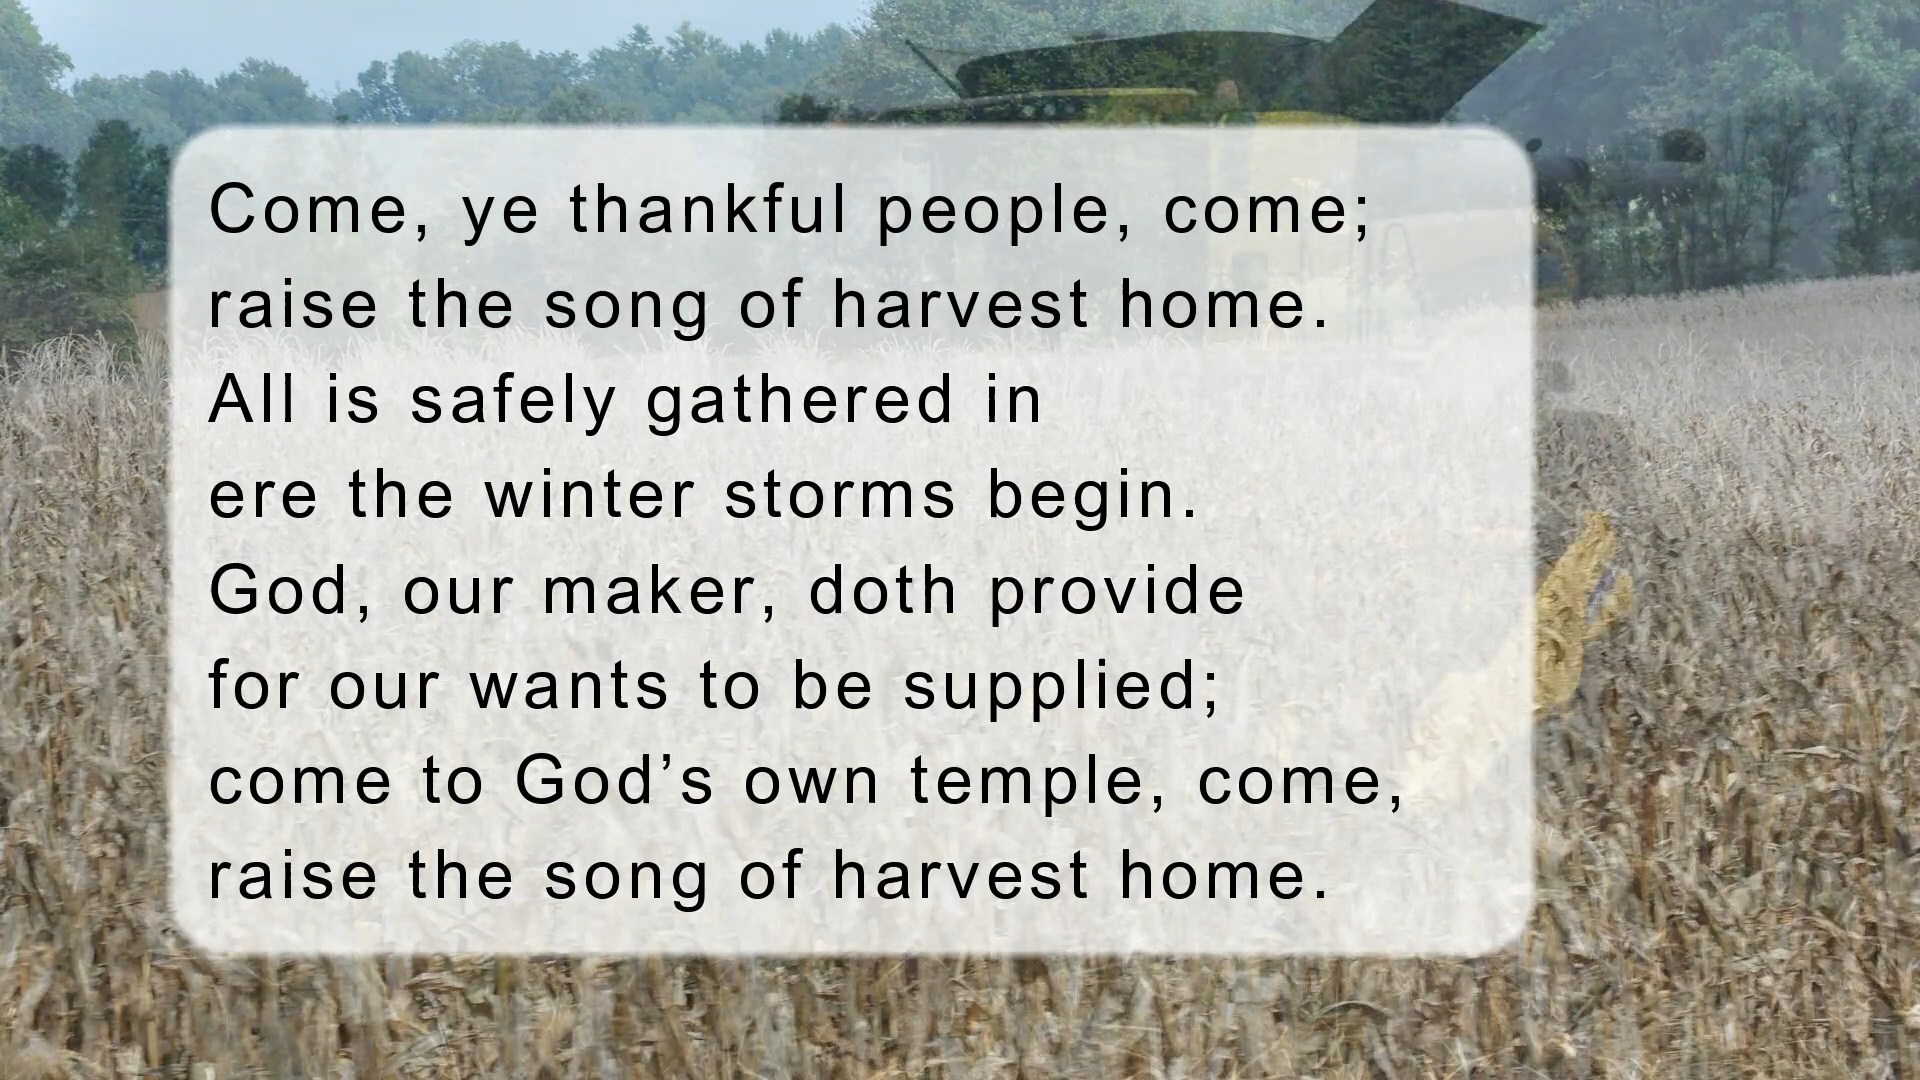 Come, ye thankful people, come;
raise the song of harvest home.
All is safely gathered in
ere the winter storms begin.
God, our maker, doth provide
for our wants to be supplied;
come to God’s own temple, come,
raise the song of harvest home.